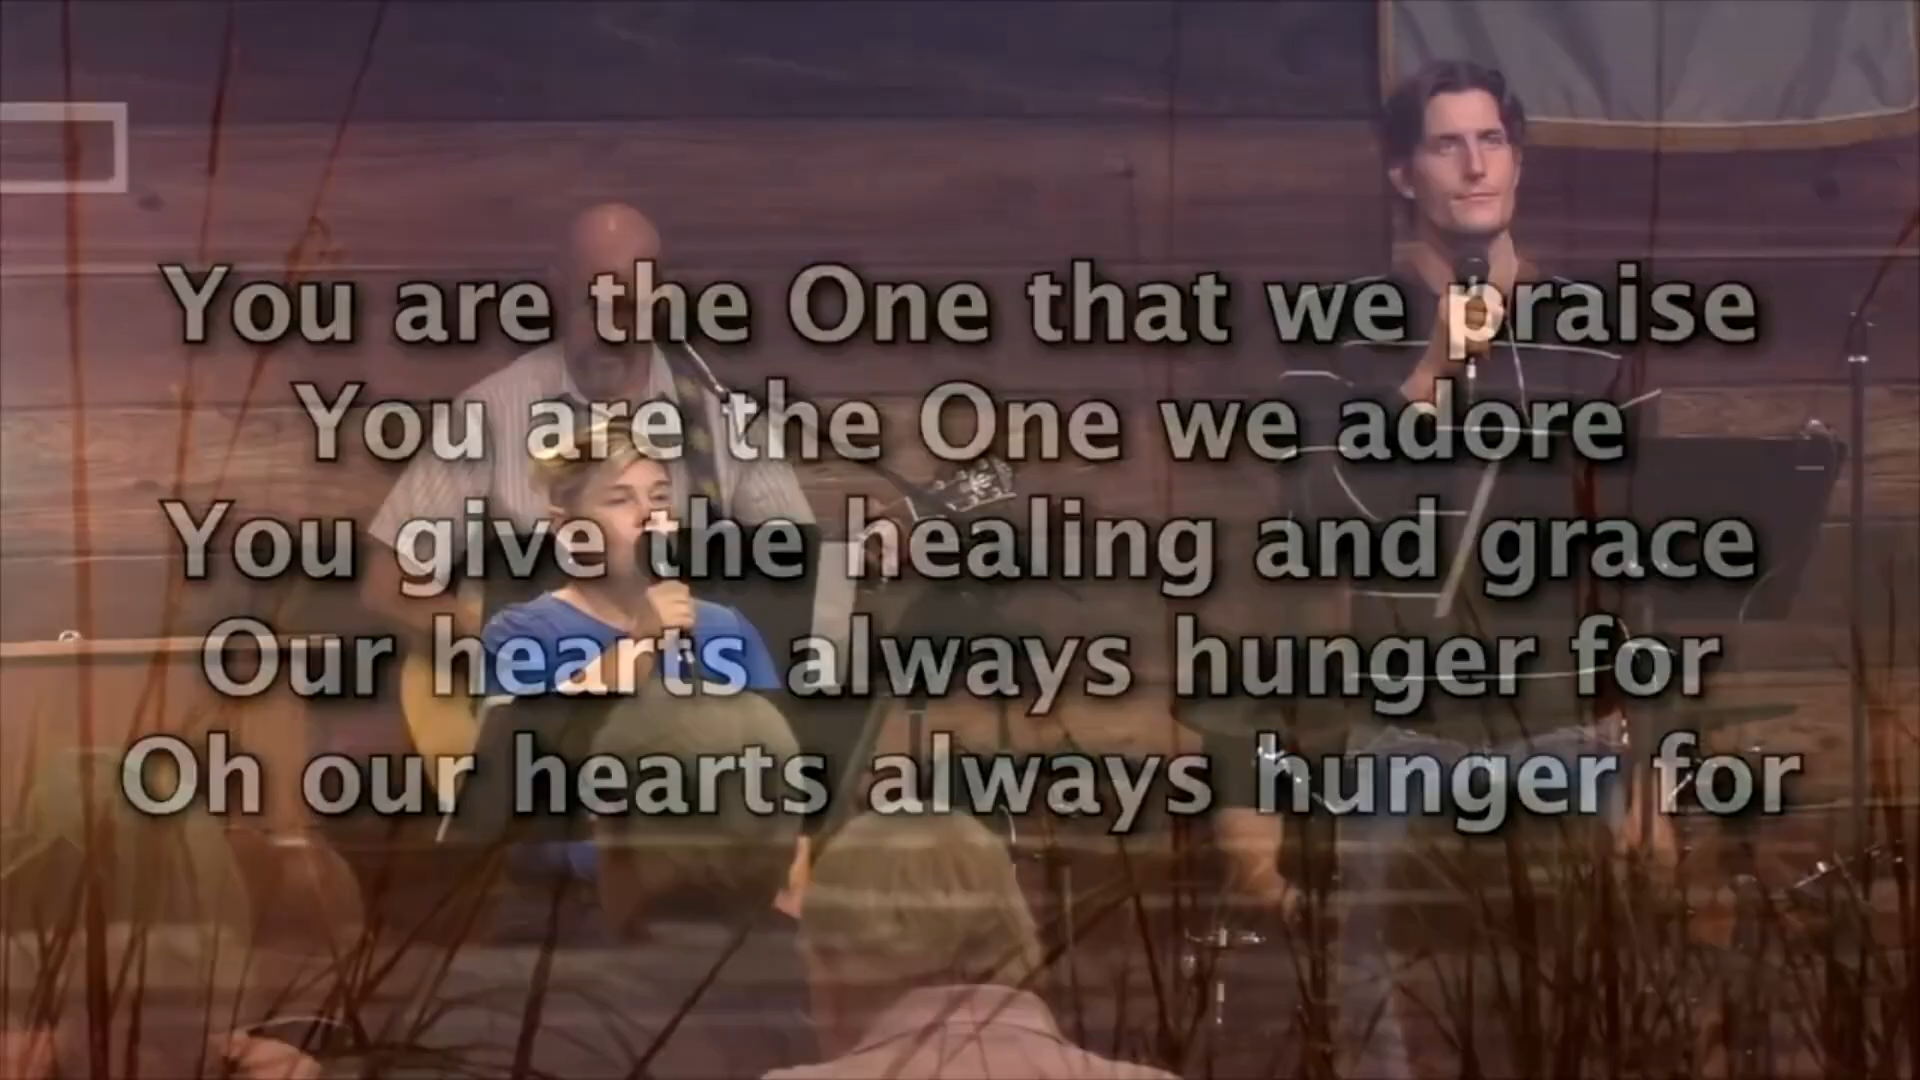 You are the One that we praise
You are the One we adore
You give the healing and grace
Our hearts always hunger for
Oh our hearts always hunger for